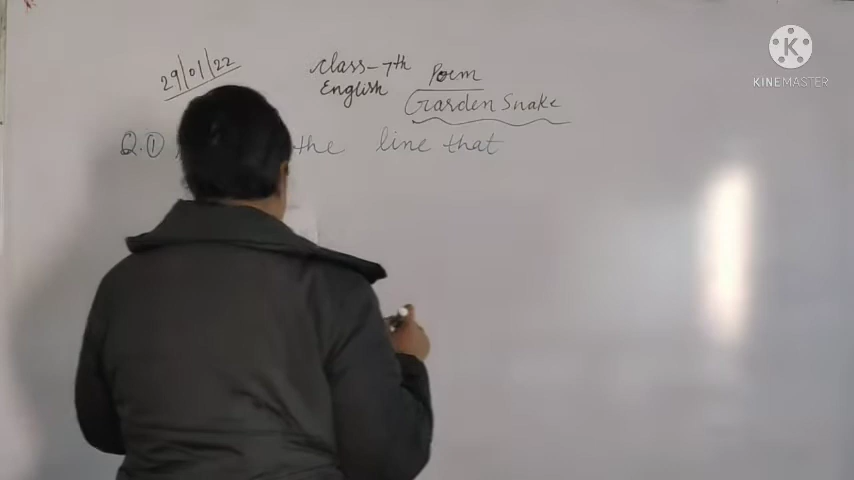 29/01/22
Class-7th Poem
English Garden Snake
Q.① the line that
KINEMASTER